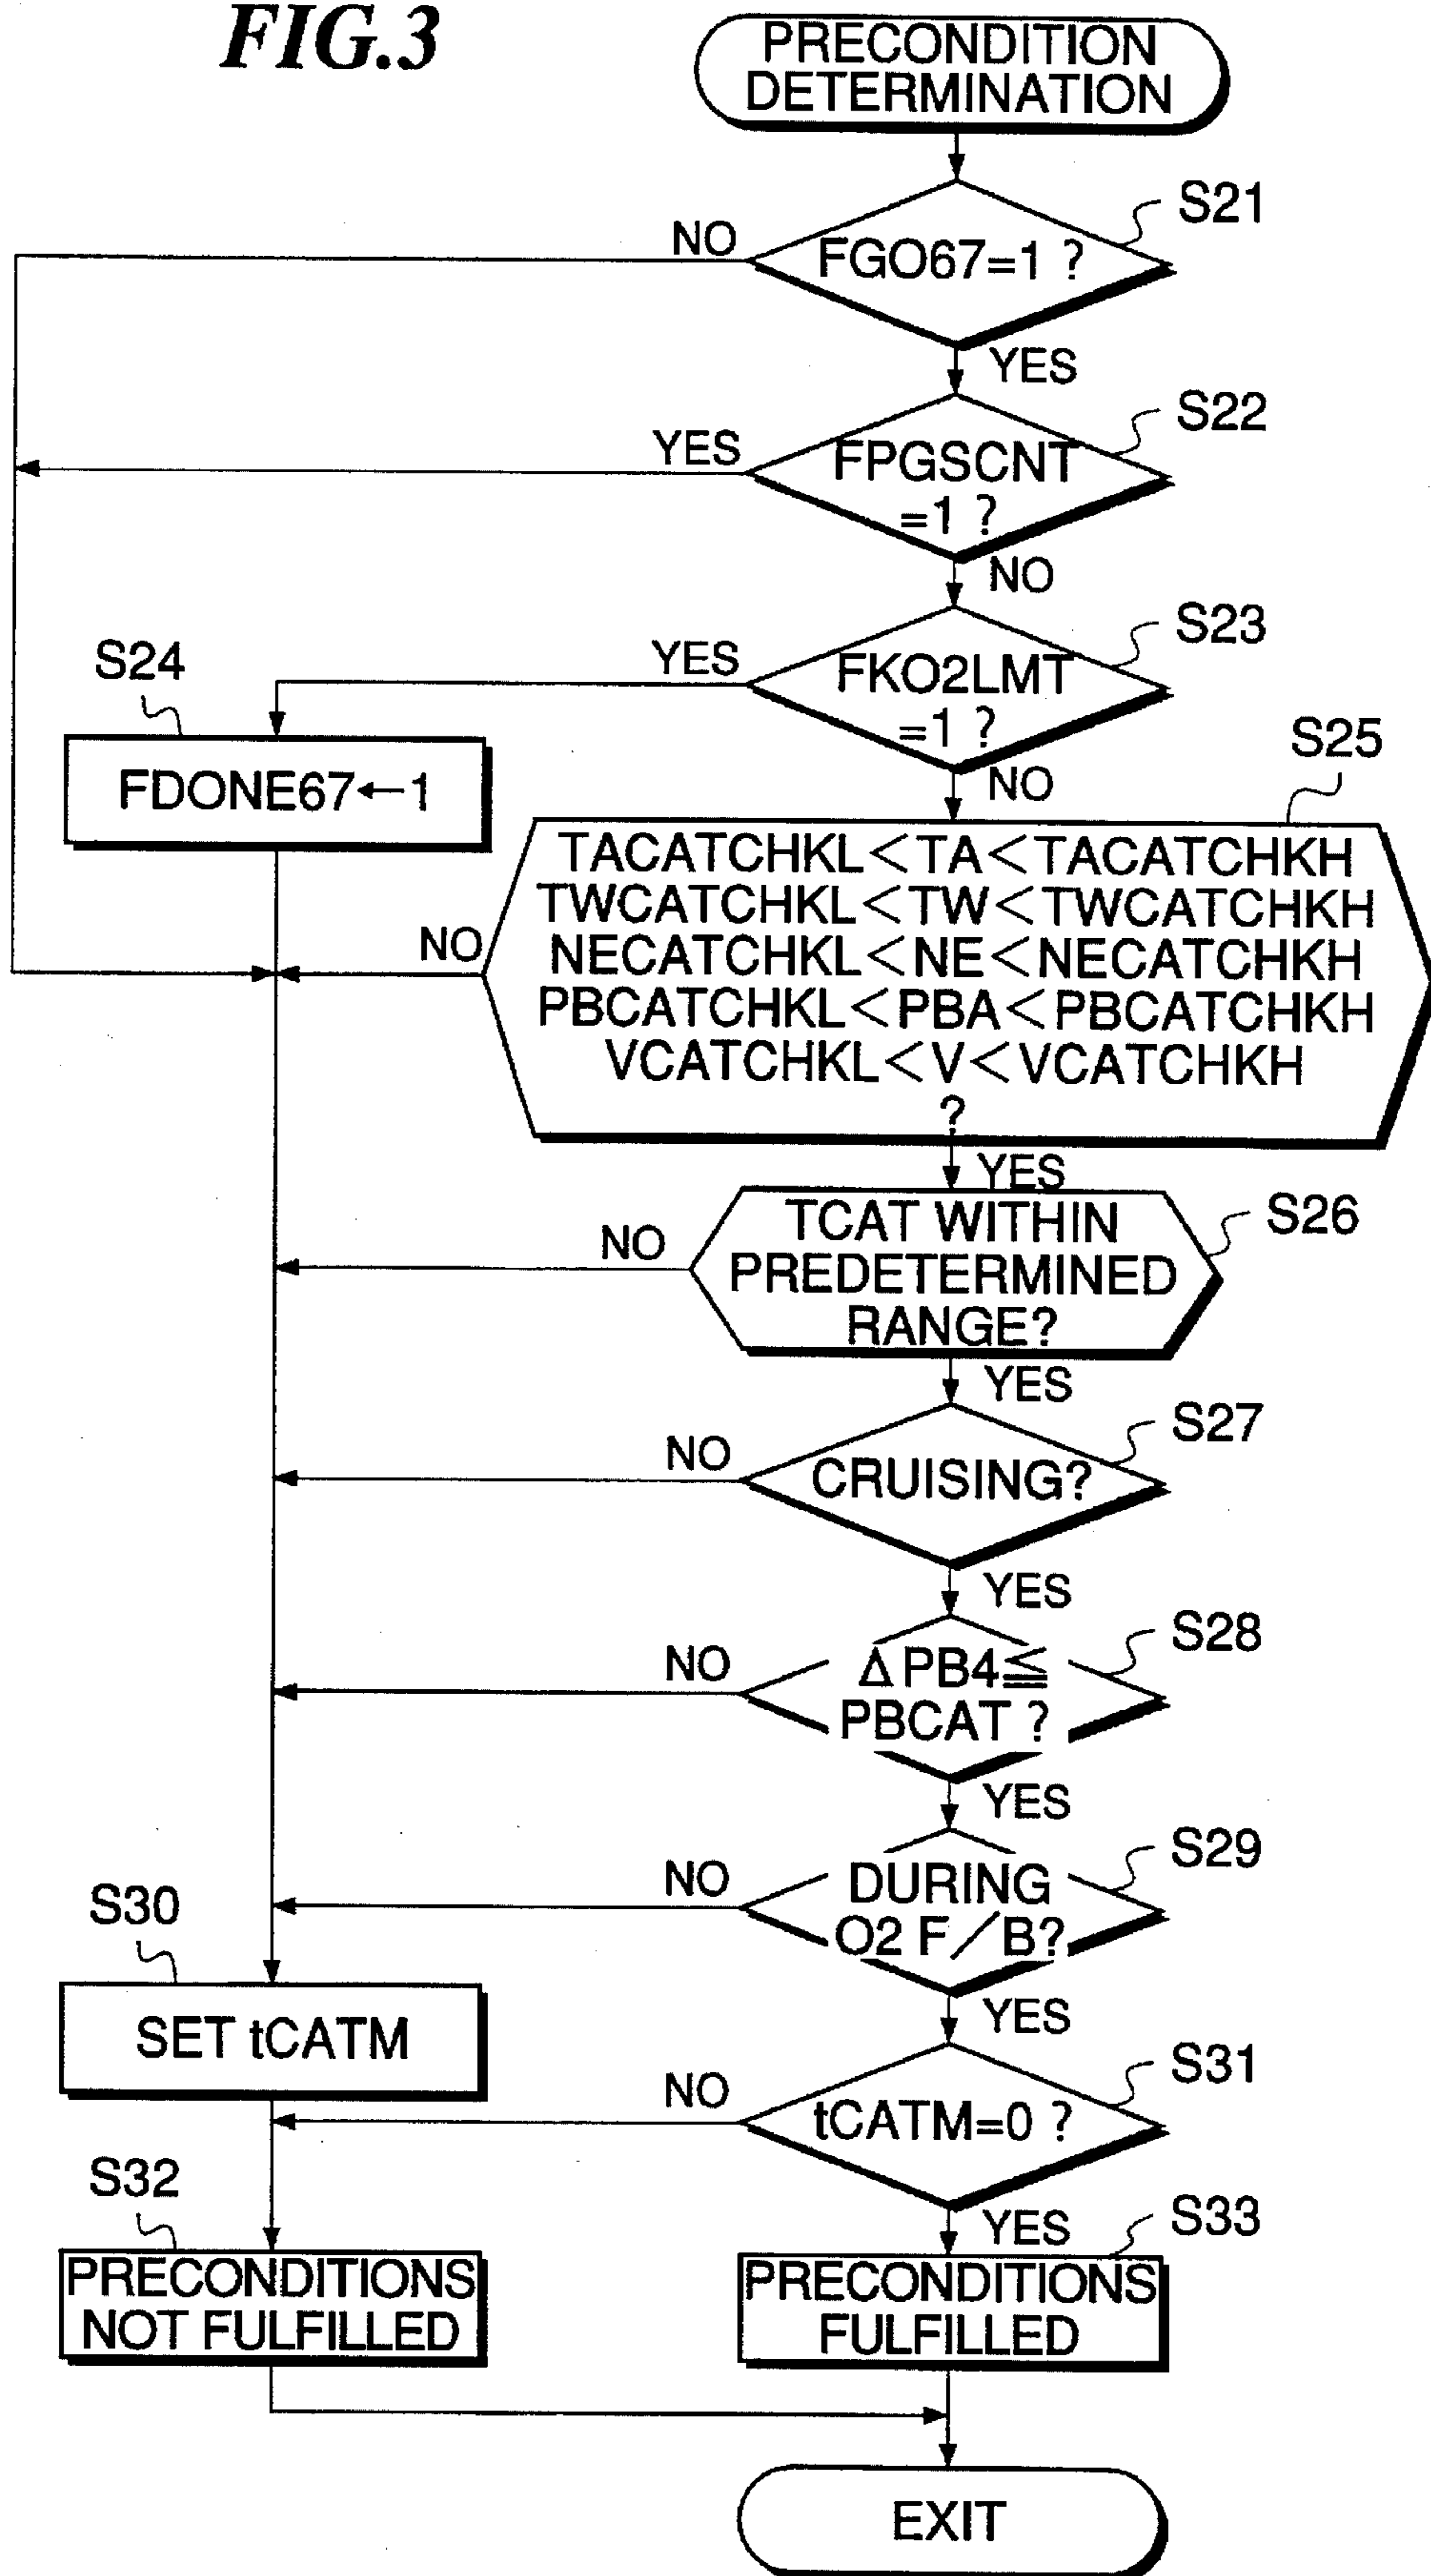 FIG.3
PRECONDITION
DETERMINATION
S21
NO
FGO67=1 ?
YES
S22
YES
FPGSCNT
=1 ?
NO
S23
YES
FKO2LMT
=1 ?
NO
S24
FDONE67←1
S25
TACATCHKL<TA<TACATCHKH
TWCATCHKL<TW<TWCATCHKH
NECATCHKL<NE<NECATCHKH
PBCATCHKL<PBA<PBCATCHKH
VCATCHKL<V<VCATCHKH
?
NO
YES
S26
TCAT WITHIN
PREDETERMINED
RANGE?
NO
YES
S27
NO
CRUISING?
YES
S28
NO
ΔPB4≦
PBCAT ?
YES
S29
NO
DURING
O2 F/B?
YES
S30
SET tCATM
S31
NO
tCATM=0 ?
YES
S32
PRECONDITIONS
NOT FULFILLED
S33
PRECONDITIONS
FULFILLED
EXIT